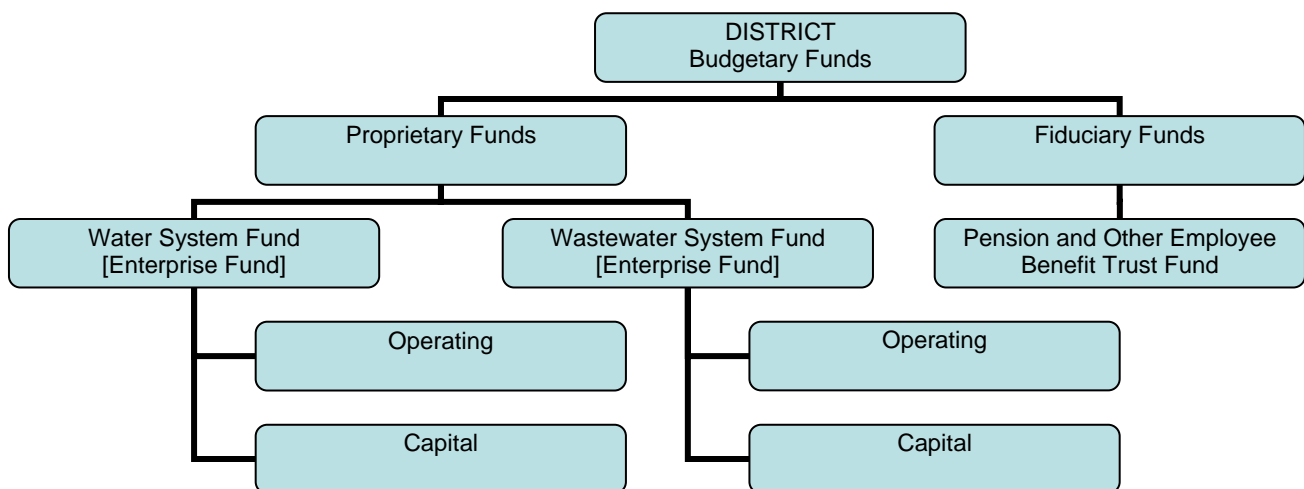 DISTRICT
Budgetary Funds
Proprietary Funds
Fiduciary Funds
Water System Fund
[Enterprise Fund]
Wastewater System Fund
[Enterprise Fund]
Pension and Other Employee
Benefit Trust Fund
Operating
Operating
Capital
Capital